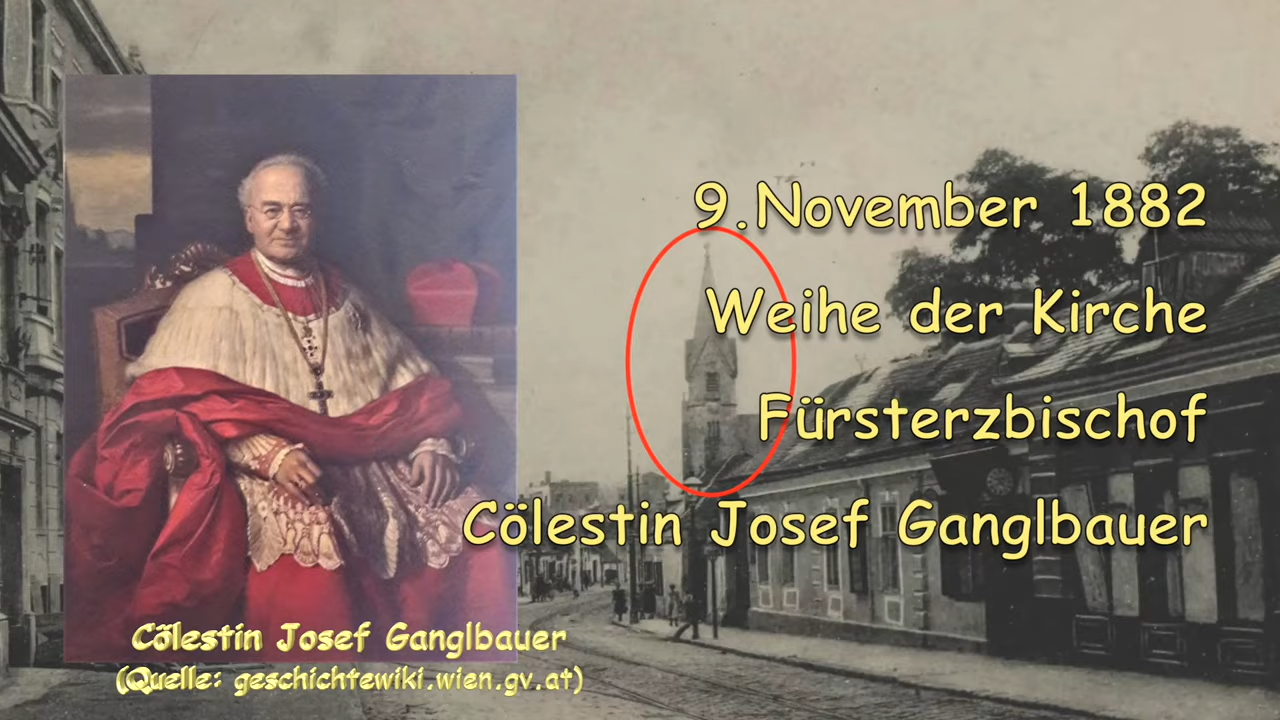 9.November 1882
Weihe der Kirche
Fürsterzbischof
Cölestin Josef Ganglbauer
Cölestin Josef Ganglbauer
(Quelle: geschichtewiki.wien.gv.at)